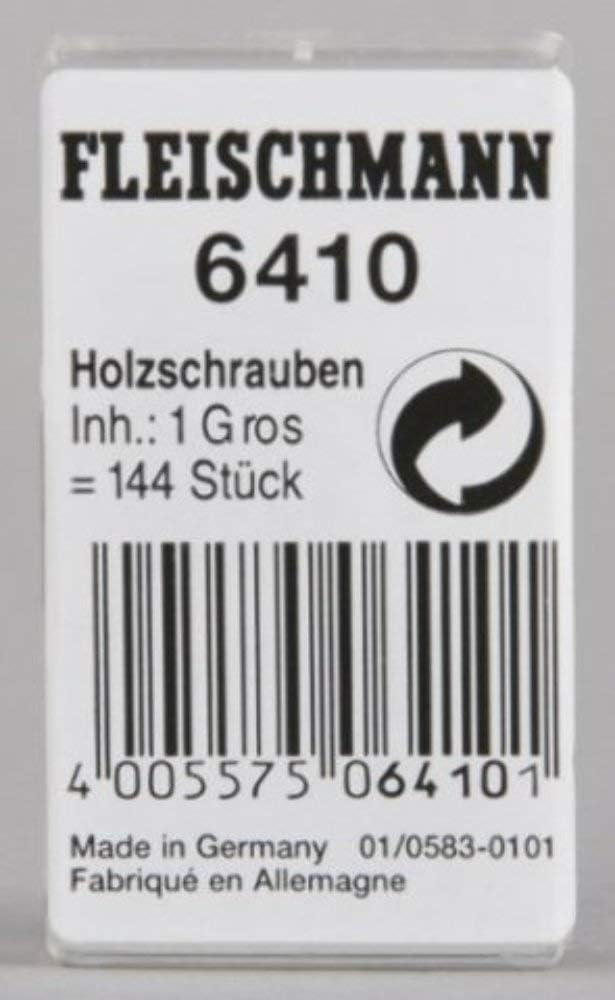 FLEISCHMANN
6410
Holzschrauben
Inh.: 1 Gros
= 144 Stück
4 005575 064101
Made in Germany 01/0583-0101
Fabriqué en Allemagne